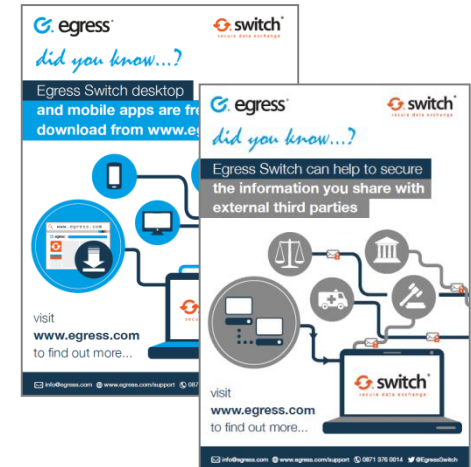 egress
switch
secure data exchange
did you know...?
Egress Switch desktop
and mobile apps are
download from
www.egress.com
egress
visit
www.egress.com
to find out more...
info@egress.com www.egress.com/support
egress
switch
secure data exchange
did you know...?
Egress Switch can help to secure
the information you share with
external third parties
switch
secure data exchange
visit
www.egress.com
to find out more...
info@egress.com www.egress.com/support 0871 376 0014 @EgressSwitch